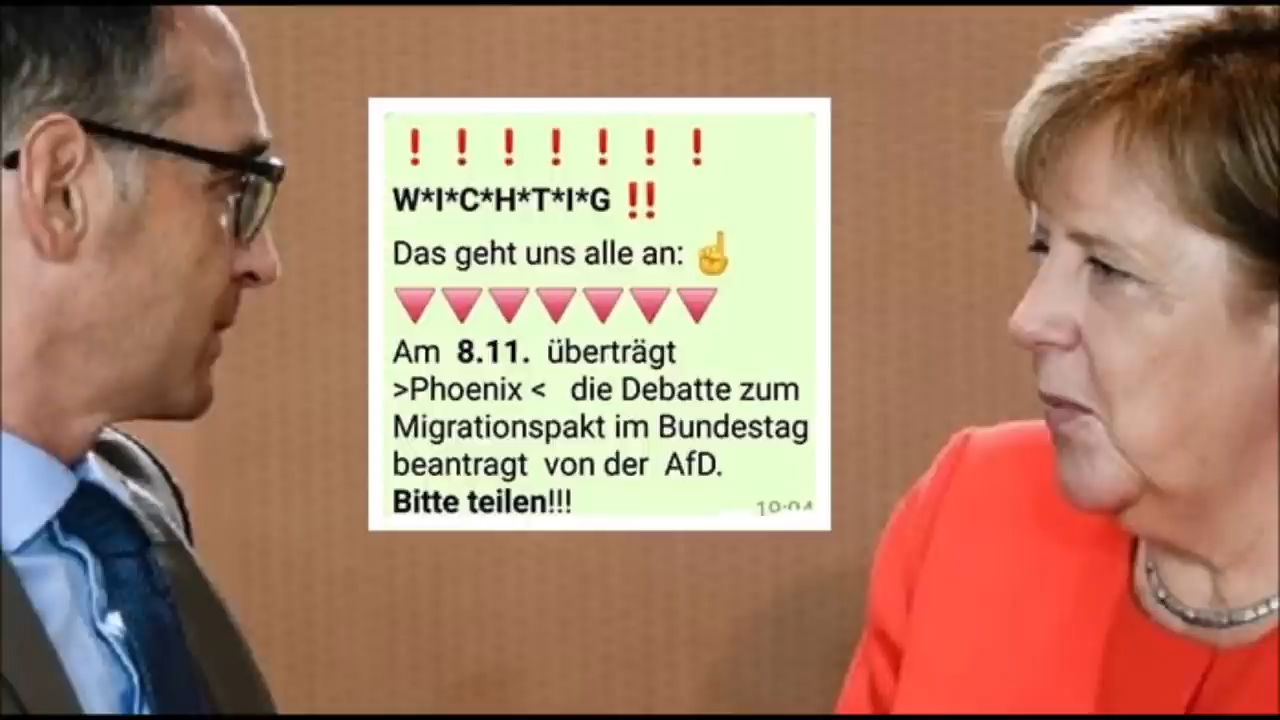 ❗❗❗❗❗❗❗
W*I*C*H*T*I*G ‼️
Das geht uns alle an: ☝️
🔻🔻🔻🔻🔻🔻🔻
Am 8.11. überträgt
>Phoenix < die Debatte zum
Migrationspakt im Bundestag
beantragt von der AfD.
Bitte teilen!!!